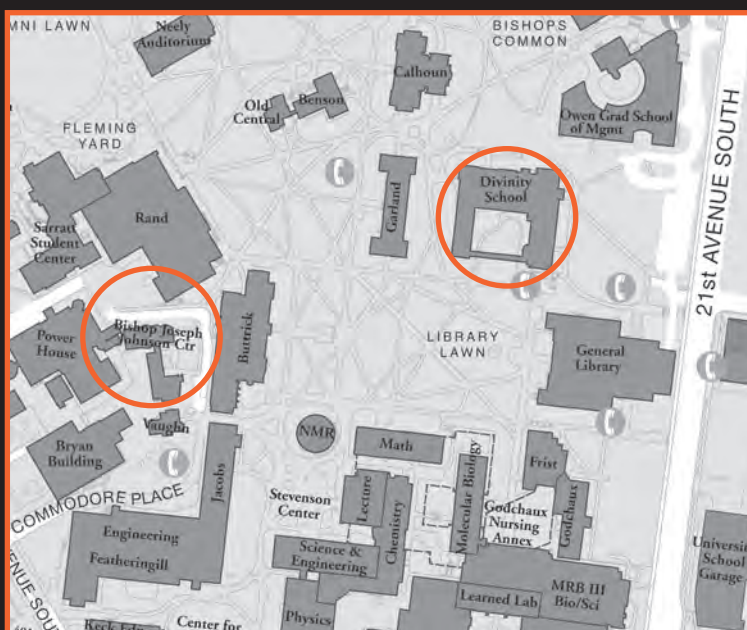 MNI LAWN
Neely
Auditorium
BISHOPS
COMMON
Calhoun
Old
Central
Benson
Owen Grad School
of Mgmt
FLEMING
YARD
21st AVENUE SOUTH
Divinity
School
Garland
Rand
Sarratt
Student
Center
Bishop Joseph
Johnson Ctr
Power
House
Buttrick
LIBRARY
LAWN
General
Library
Vaughn
NMR
Math
Bryan
Building
Frist
Molecular Biology
Jacobs
Lecture
Stevenson
Center
Chemistry
Godchaux
Nursing
Annex
Godchaux
COMMODORE PLACE
Engineering
Featheringill
Science &
Engineering
Universi
School
Garage
MRB III
Bio/Sci
Learned Lab
Physics
Center for
Keck